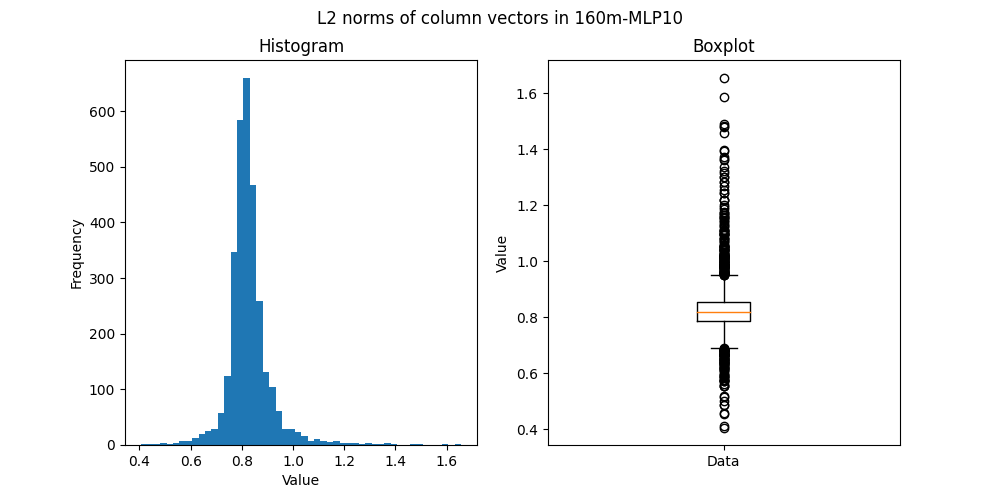 L2 norms of column vectors in 160m-MLP10
Histogram
Frequency
0
100
200
300
400
500
600
0.4 0.6 0.8 1.0 1.2 1.4 1.6
Value
Boxplot
Value
0.4
0.6
0.8
1.0
1.2
1.4
1.6
Data